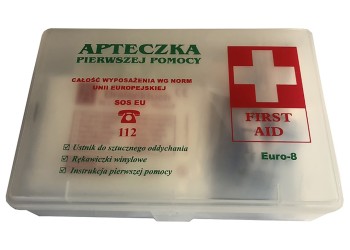 APTECZKA
PIERWSZEJ POMOCY
CAŁOŚĆ WYPOSAŻENIA WG NORM
UNII EUROPEJSKIEJ
SOS EU
112
Ustnik do sztucznego oddychania
Rękawiczki winylowe
Instrukcja pierwszej pomocy
FIRST
AID
Euro-8